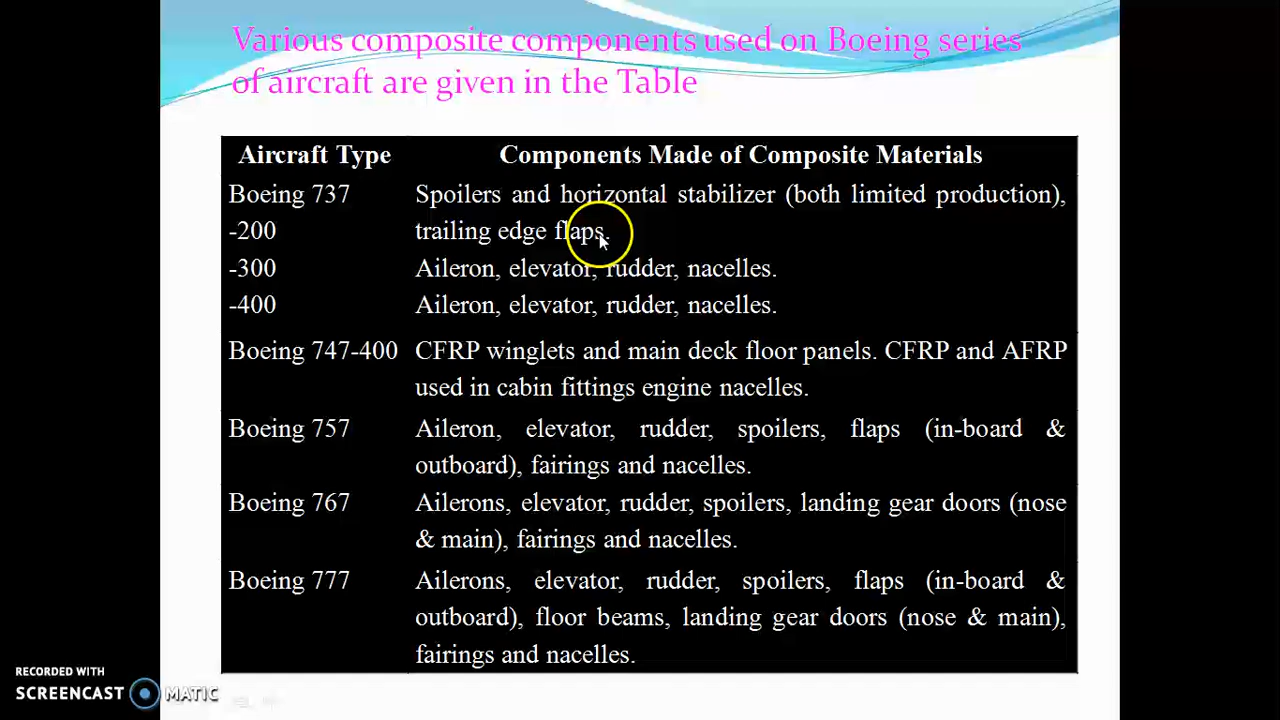 Various composite components used on Boeing series
of aircraft are given in the Table
Aircraft Type Components Made of Composite Materials
Boeing 737 Spoilers and horizontal stabilizer (both limited production),
-200 trailing edge flaps.
-300 Aileron, elevator, rudder, nacelles.
-400 Aileron, elevator, rudder, nacelles.
Boeing 747-400 CFRP winglets and main deck floor panels. CFRP and AFRP
used in cabin fittings engine nacelles.
Boeing 757 Aileron, elevator, rudder, spoilers, flaps (in-board &
outboard), fairings and nacelles.
Boeing 767 Ailerons, elevator, rudder, spoilers, landing gear doors (nose
& main), fairings and nacelles.
Boeing 777 Ailerons, elevator, rudder, spoilers, flaps (in-board &
outboard), floor beams, landing gear doors (nose & main),
fairings and nacelles.
RECORDED WITH
SCREENCAST MATIC